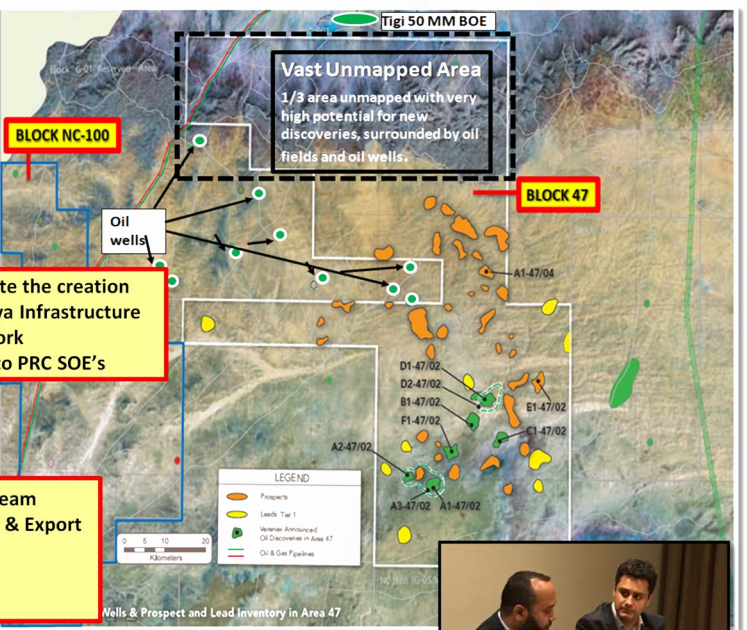 Tigi 50 MM BOE
Block G-01 Reserved Area
Vast Unmapped Area
1/3 area unmapped with very
high potential for new
discoveries, surrounded by oil
fields and oil wells.
BLOCK NC-100
BLOCK 47
Oil
wells
A1-47/04
te the creation
ya Infrastructure
ork
to PRC SOE's
D1-47/02
D2-47/02
B1-47/02
F1-47/02
E1-47/02
C1-47/02
A2-47/02
A3-47/02
A1-47/02
LEGEND
Prospects
Leads Tier 1
Verenex Announced
Oil Discoveries in Area 47
Oil & Gas Pipelines
0 5 10 20
Kilometers
eam
& Export
Wells & Prospect and Lead Inventory in Area 47